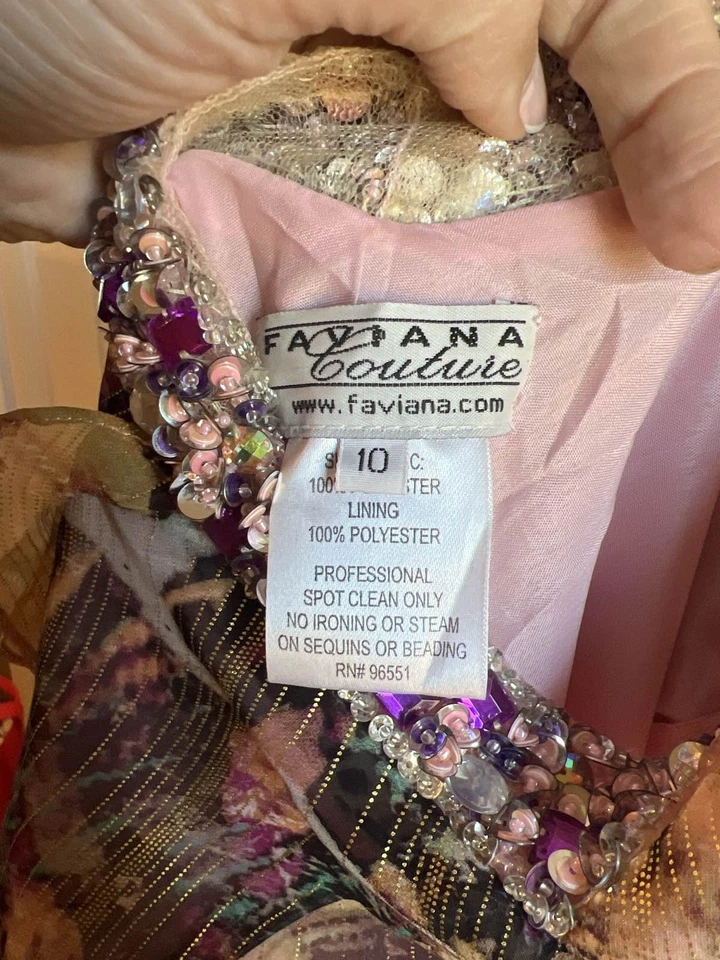 FAVIANA
Couture
www.faviana.com
10
C:
LINING
100% POLYESTER
PROFESSIONAL
SPOT CLEAN ONLY
NO IRONING OR STEAM
ON SEQUINS OR BEADING
RN# 96551